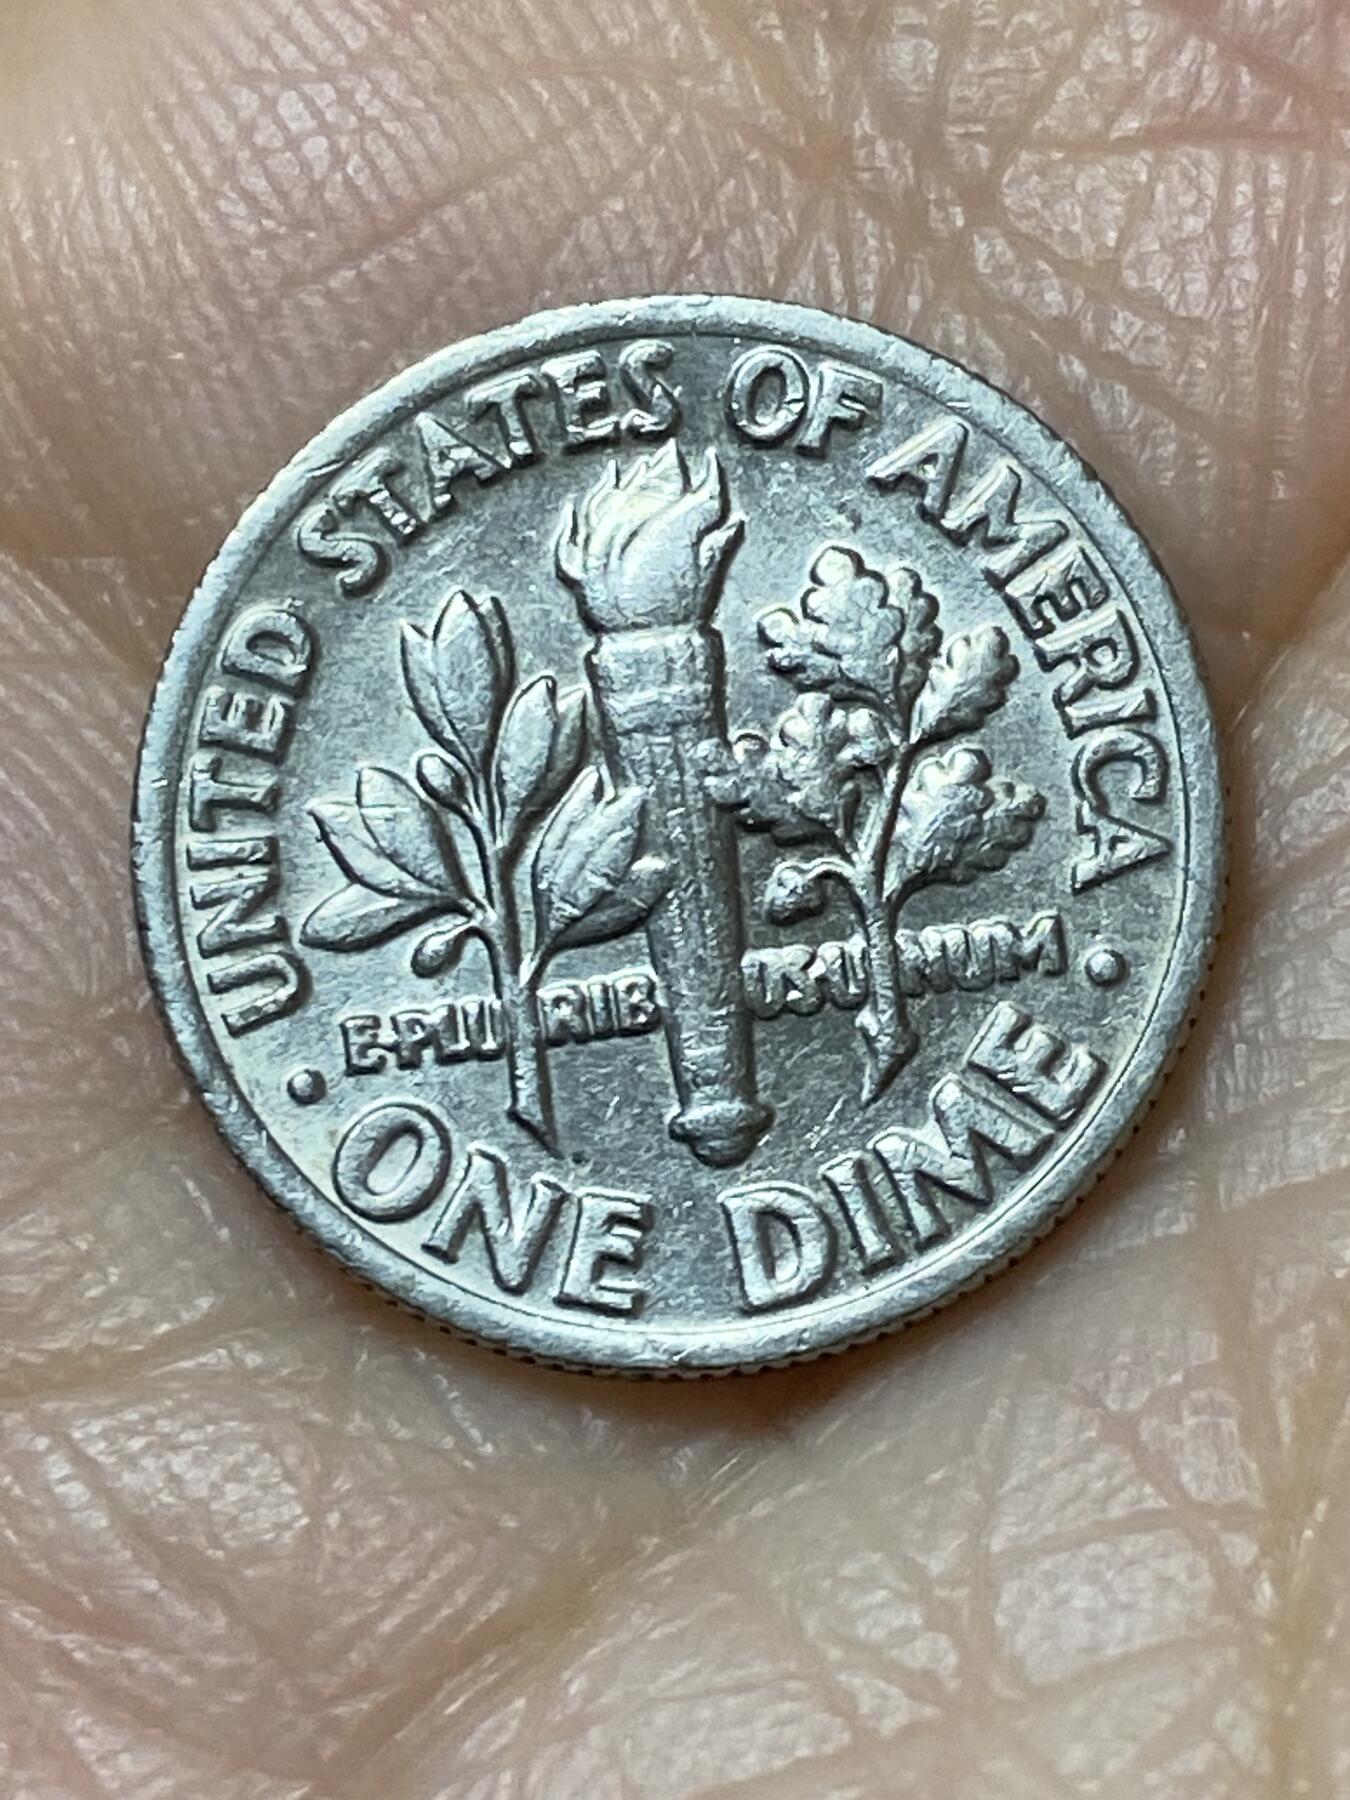 UNITED STATES OF AMERICA
E·PLURIBUS UNUM
• ONE DIME •